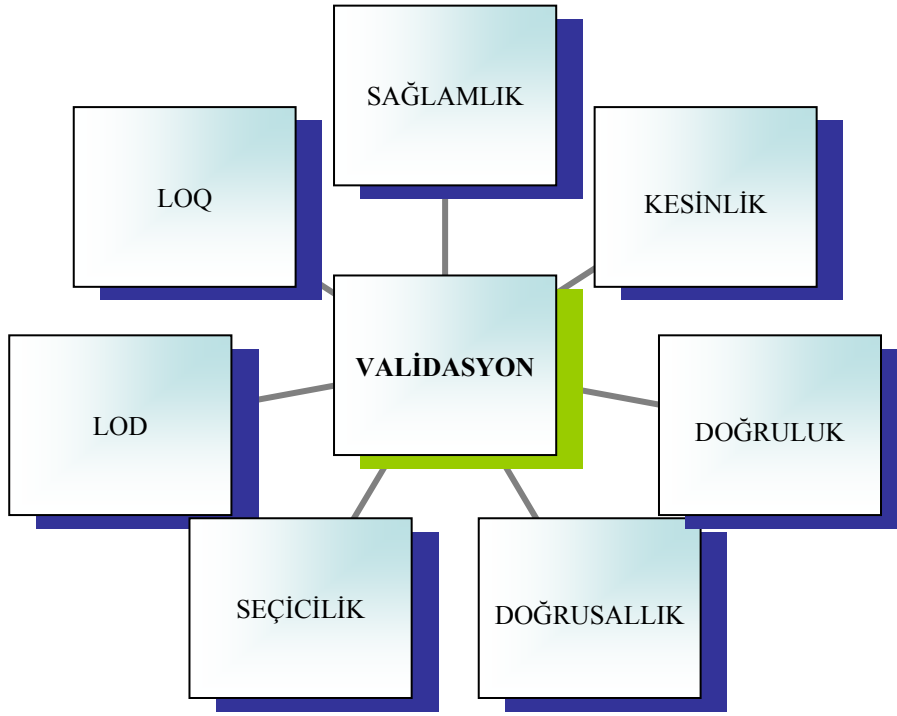 SAĞLAMLIK
LOQ
KESİNLİK
VALİDASYON
LOD
DOĞRULUK
SEÇİCİLİK
DOĞRUSALLIK